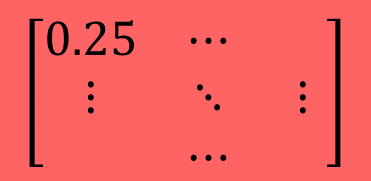 0.25 ⋯
⋮ ⋱ ⋮
⋯